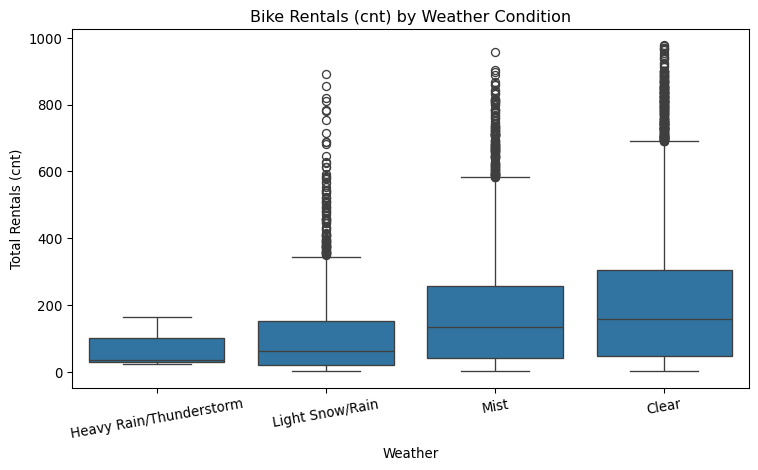 Bike Rentals (cnt) by Weather Condition
1000
800
600
400
200
0
Total Rentals (cnt)
Heavy Rain/Thunderstorm
Light Snow/Rain
Mist
Clear
Weather